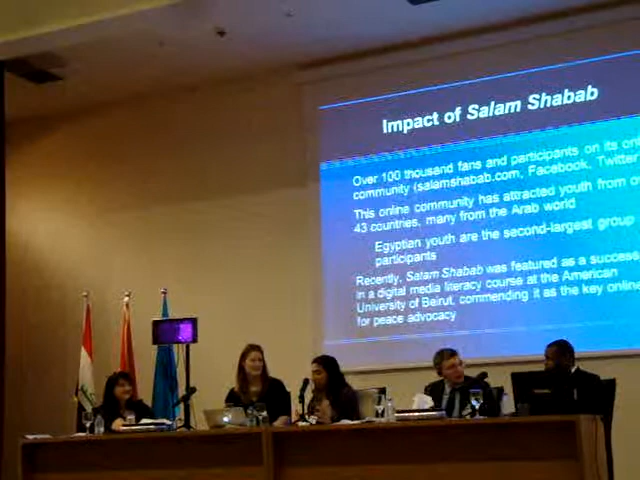 Impact of Salam Shabab
Over 100 thousand fans and participants on its
community (salamshabab.com, Facebook, Twitter
This online community has attracted youth from
43 countries, many from the Arab world
Egyptian youth are the second-largest group
participants
Recently, Salam Shabab was featured as a success
in a digital media literacy course at the American
University of Beirut, commending it as the key online
for peace advocacy